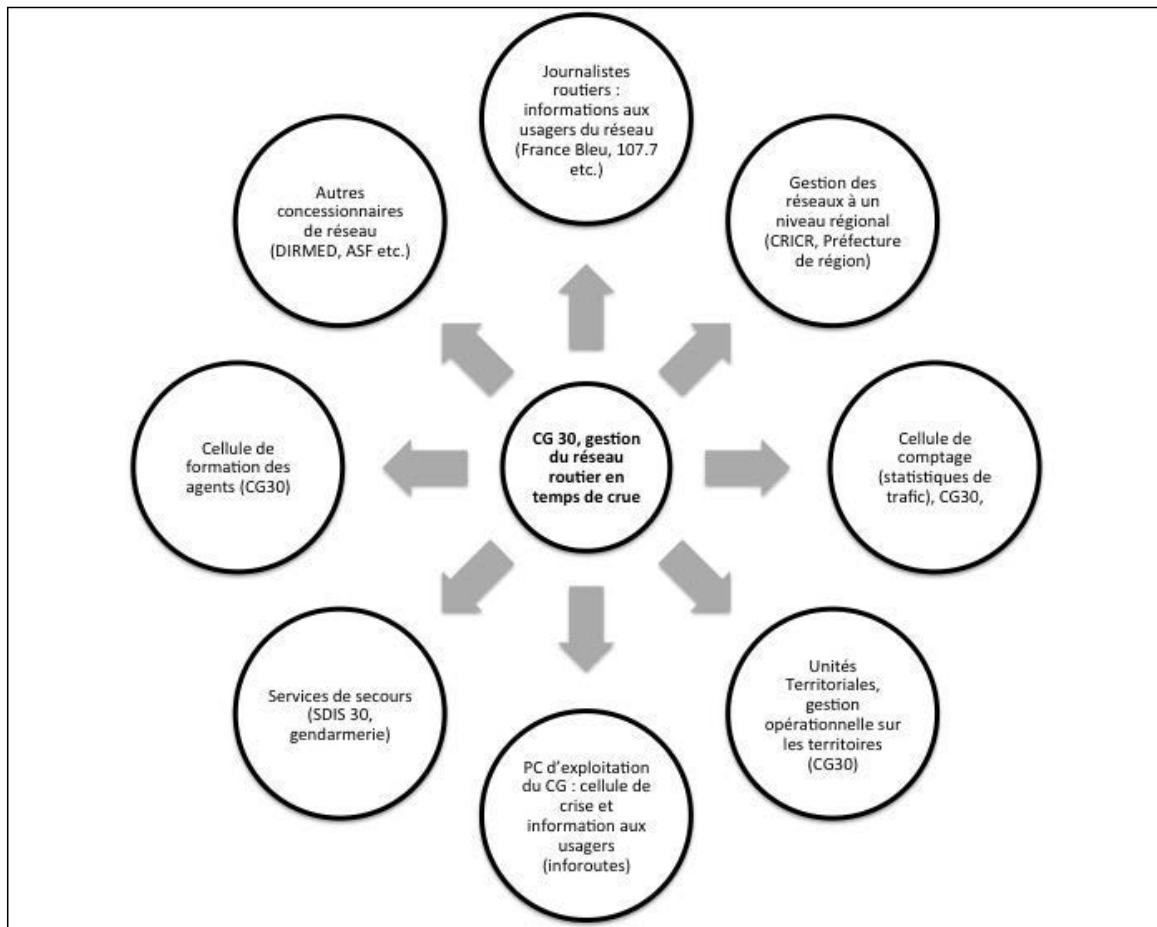 Journalistes
routiers :
informations aux
usagers du réseau
(France Bleu, 107.7
etc.)
Gestion des
réseaux à un
niveau régional
(CRICR, Préfecture
de région)
Cellule de
comptage
(statistiques de
trafic), CG30,
Unités
Territoriales,
gestion
opérationnelle sur
les territoires
(CG30)
PC d'exploitation
du CG : cellule de
crise et
information aux
usagers
(inforoutes)
Services de secours
(SDIS 30,
gendarmerie)
Cellule de
formation des
agents (CG30)
Autres
concessionnaires
de réseau
(DIRMED, ASF etc.)
CG 30, gestion
du réseau
routier en
temps de crue